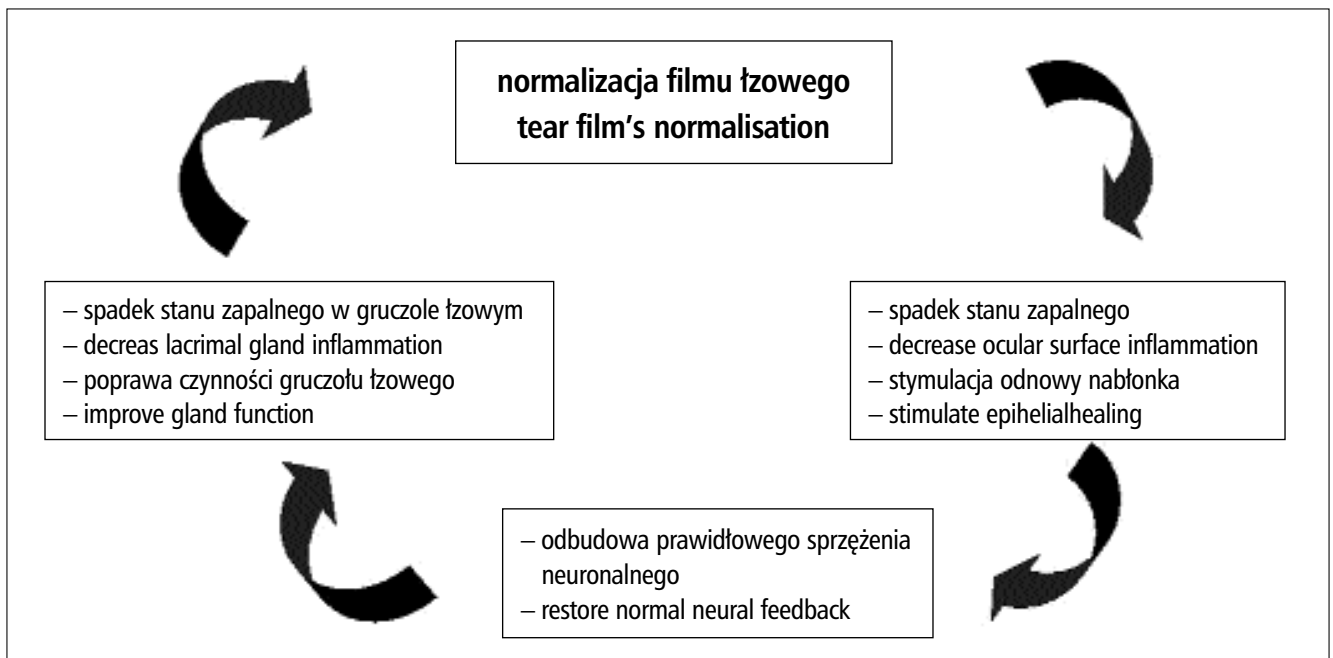 normalizacja filmu łzowego
tear film's normalisation
– spadek stanu zapalnego w gruczole łzowym
– decreas lacrimal gland inflammation
– poprawa czynności gruczołu łzowego
– improve gland function
– spadek stanu zapalnego
– decrease ocular surface inflammation
– stymulacja odnowy nabłonka
– stimulate epihelialhealing
– odbudowa prawidłowego sprzężenia
neuronalnego
– restore normal neural feedback